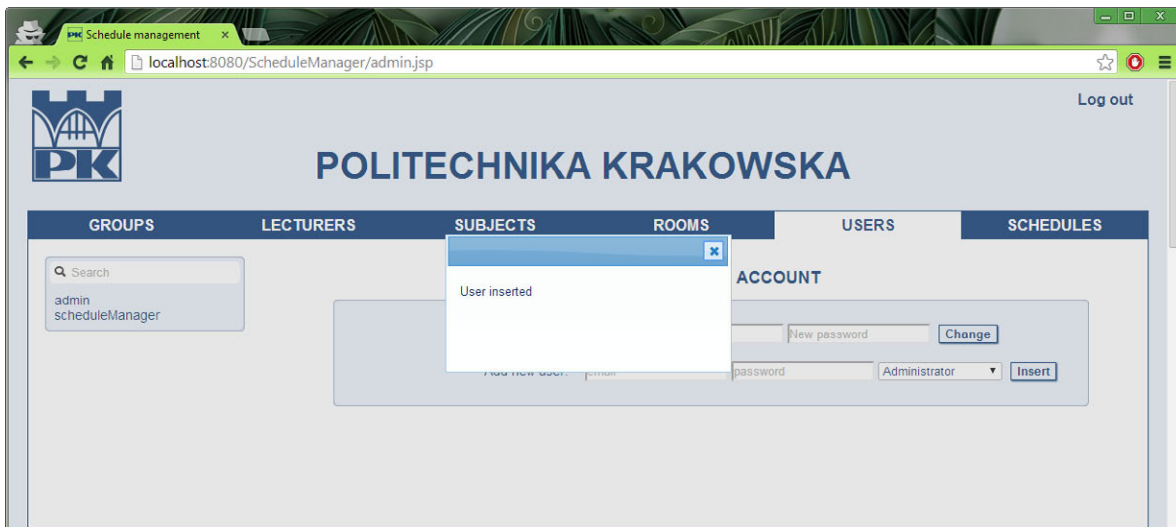 Schedule management
localhost:8080/ScheduleManager/admin.jsp
Log out
PK
POLITECHNIKA KRAKOWSKA
GROUPS LECTURERS SUBJECTS ROOMS USERS SCHEDULES
Search
admin
scheduleManager
User inserted
ACCOUNT
New password Change
Add new user: email password Administrator Insert